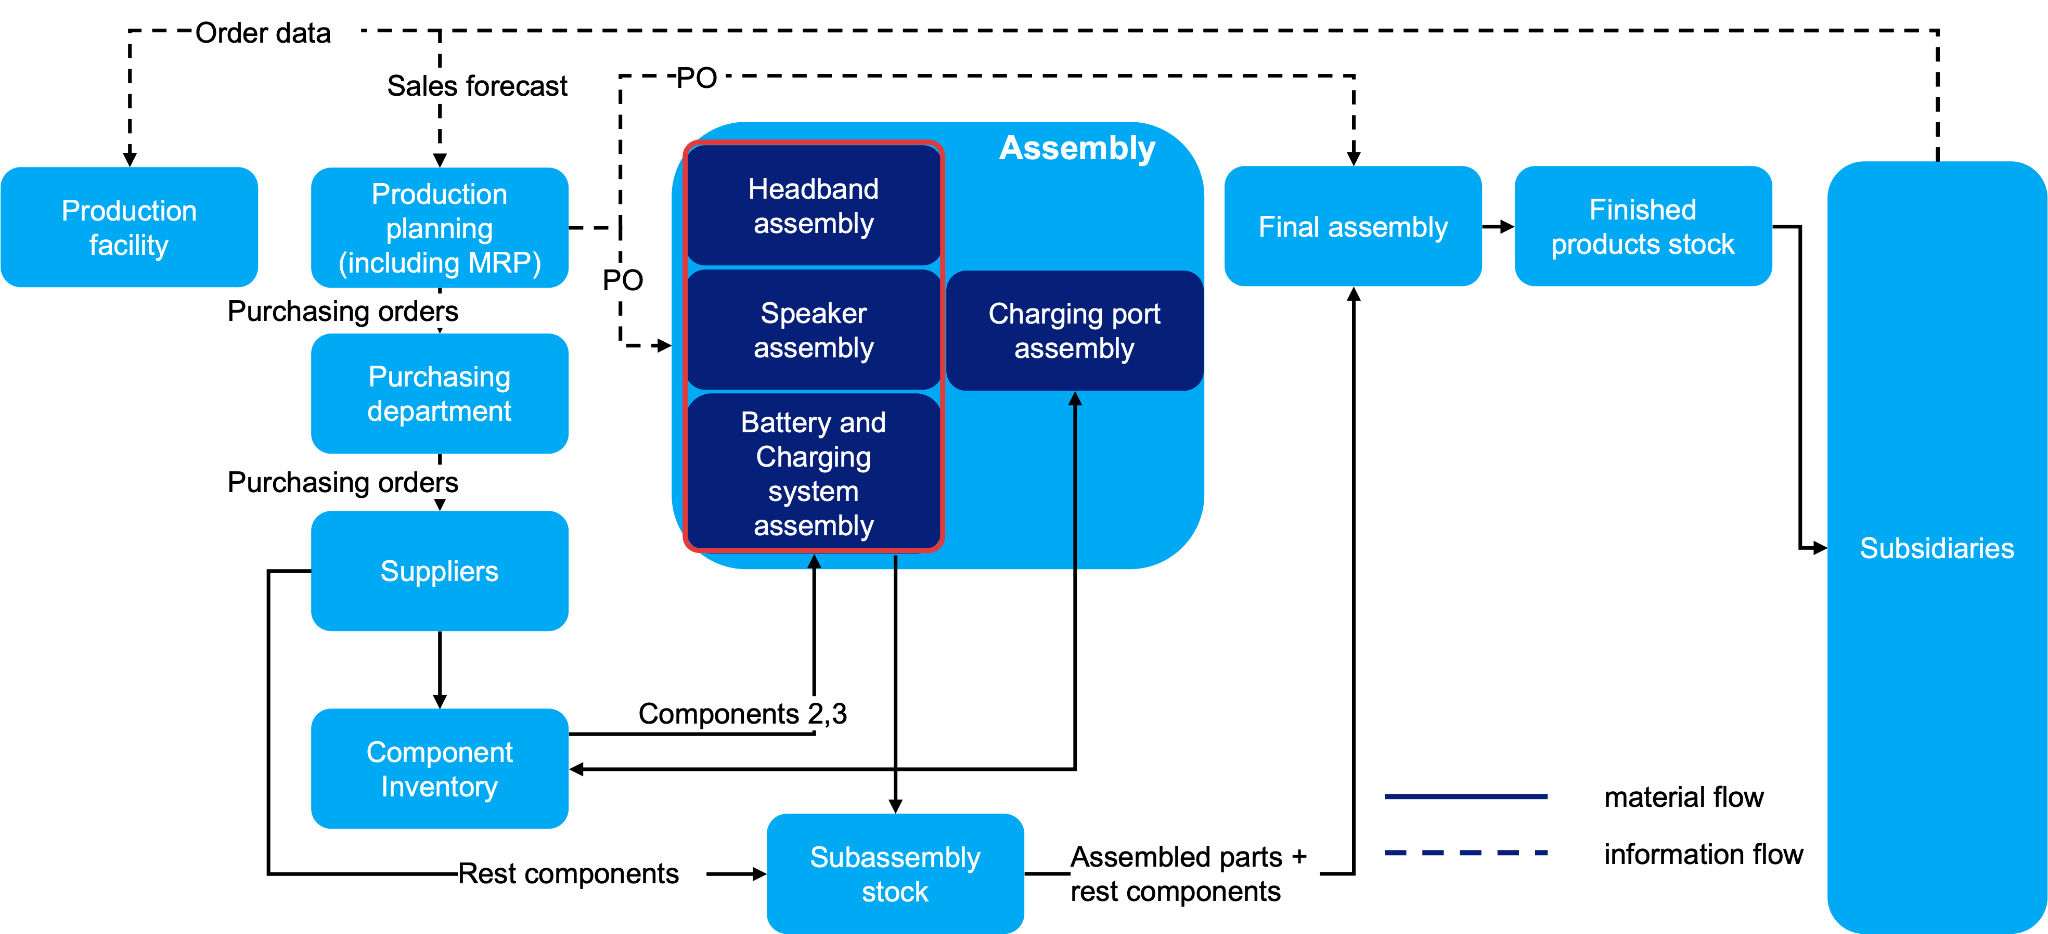 Order data
Sales forecast
PO
Assembly
Production
facility
Production
planning
(including MRP)
Headband
assembly
Final assembly
Finished
products stock
PO
Purchasing orders
Speaker
assembly
Charging port
assembly
Purchasing
department
Battery and
Charging
system
assembly
Purchasing orders
Suppliers
Subsidiaries
Components 2,3
Component
Inventory
material flow
information flow
Rest components
Subassembly
stock
Assembled parts +
rest components